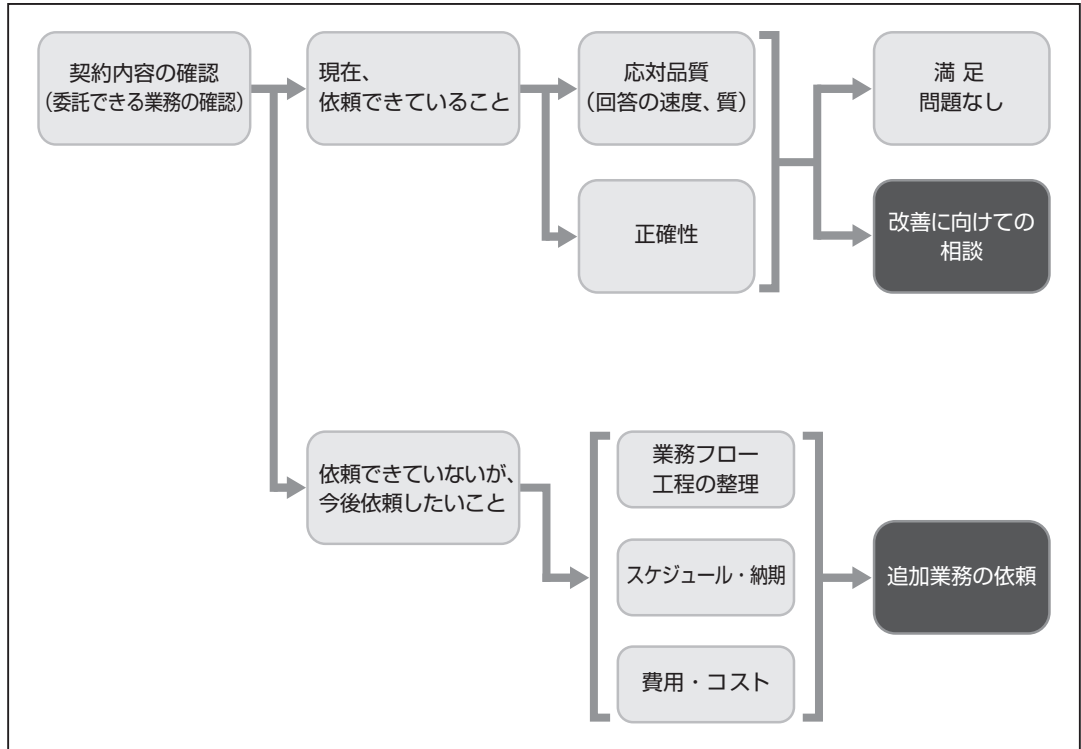 契約内容の確認
（委託できる業務の確認）
現在、
依頼できていること
応対品質
（回答の速度、質）
正確性
満 足
問題なし
改善に向けての
相談
依頼できていないが、
今後依頼したいこと
業務フロー
工程の整理
スケジュール・納期
費用・コスト
追加業務の依頼